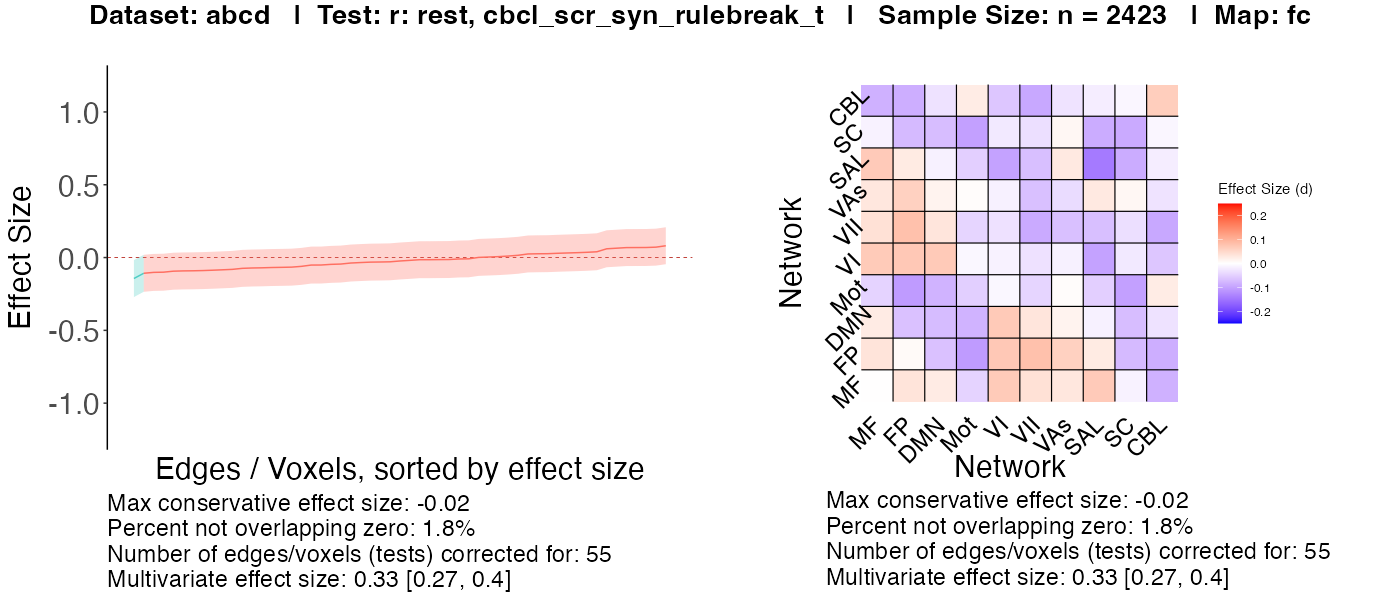 Dataset: abcd | Test: r: rest, cbcl_scr_syn_rulebreak_t | Sample Size: n = 2423 | Map: fc
Effect Size
1.0
0.5
0.0
-0.5
-1.0
Edges / Voxels, sorted by effect size
Max conservative effect size: -0.02
Percent not overlapping zero: 1.8%
Number of edges/voxels (tests) corrected for: 55
Multivariate effect size: 0.33 [0.27, 0.4]
Network
CBL
SC
SAL
VAs
VII
VI
Mot
DMN
FP
MF
MF
FP
DMN
Mot
VI
VII
VAs
SAL
SC
CBL
Network
Effect Size (d)
0.2
0.1
0.0
-0.1
-0.2
Max conservative effect size: -0.02
Percent not overlapping zero: 1.8%
Number of edges/voxels (tests) corrected for: 55
Multivariate effect size: 0.33 [0.27, 0.4]